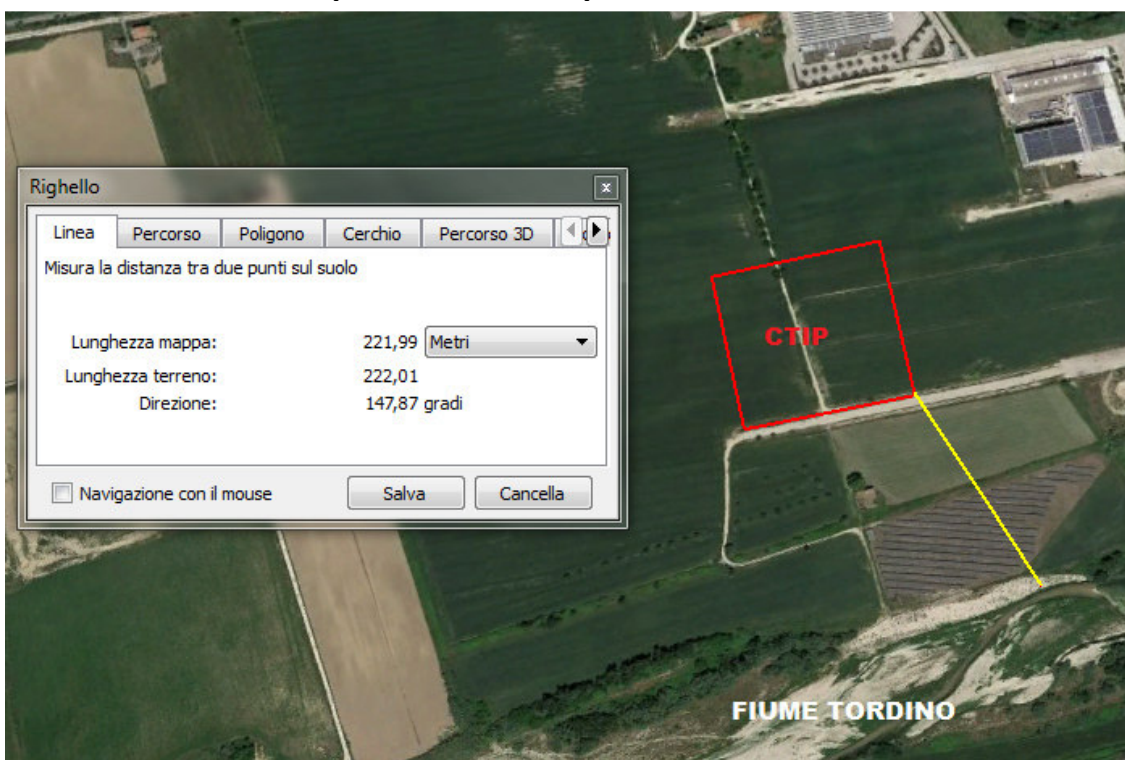 Righello
Linea Percorso Poligono Cerchio Percorso 3D
Misura la distanza tra due punti sul suolo
Lunghezza mappa: 221,99 Metri
Lunghezza terreno: 222,01
Direzione: 147,87 gradi
Navigazione con il mouse Salva Cancella
CTIP
FIUME TORDINO